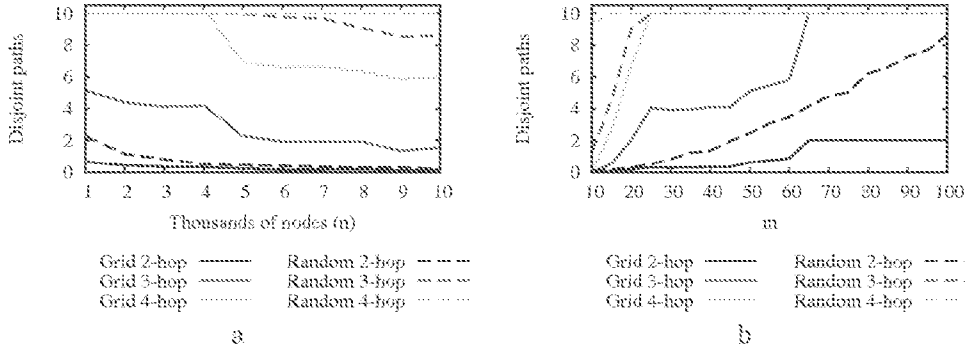 10
8
6
4
2
0
Disjoint paths
1 2 3 4 5 6 7 8 9 10
Thousands of nodes (n)
Grid 2-hop
Random 2-hop
Grid 3-hop
Random 3-hop
Grid 4-hop
Random 4-hop
a
10
8
6
4
2
0
Disjoint paths
10 20 30 40 50 60 70 80 90 100
m
Grid 2-hop
Random 2-hop
Grid 3-hop
Random 3-hop
Grid 4-hop
Random 4-hop
b